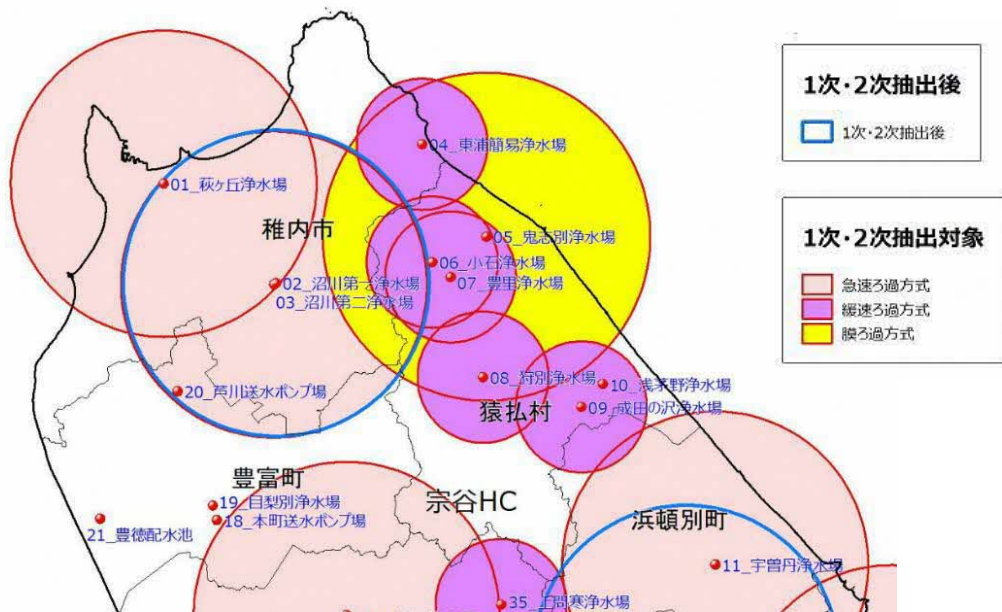 1次・2次抽出後
1次・2次抽出後
1次・2次抽出対象
急速ろ過方式
緩速ろ過方式
膜ろ過方式
04_東浦簡易浄水場
01_萩ヶ丘浄水場
稚内市
05_鬼志別浄水場
06_小石浄水場
07_豊里浄水場
02_沼川第一浄水場
03_沼川第二浄水場
08_狩別浄水場
10_浅茅野浄水場
09_成田の沢浄水場
20_芦川送水ポンプ場
猿払村
豊富町
19_目梨別浄水場
18_本町送水ポンプ場
宗谷HC
浜頓別町
21_豊徳配水池
11_宇曽丹浄水場
35_上問寒浄水場